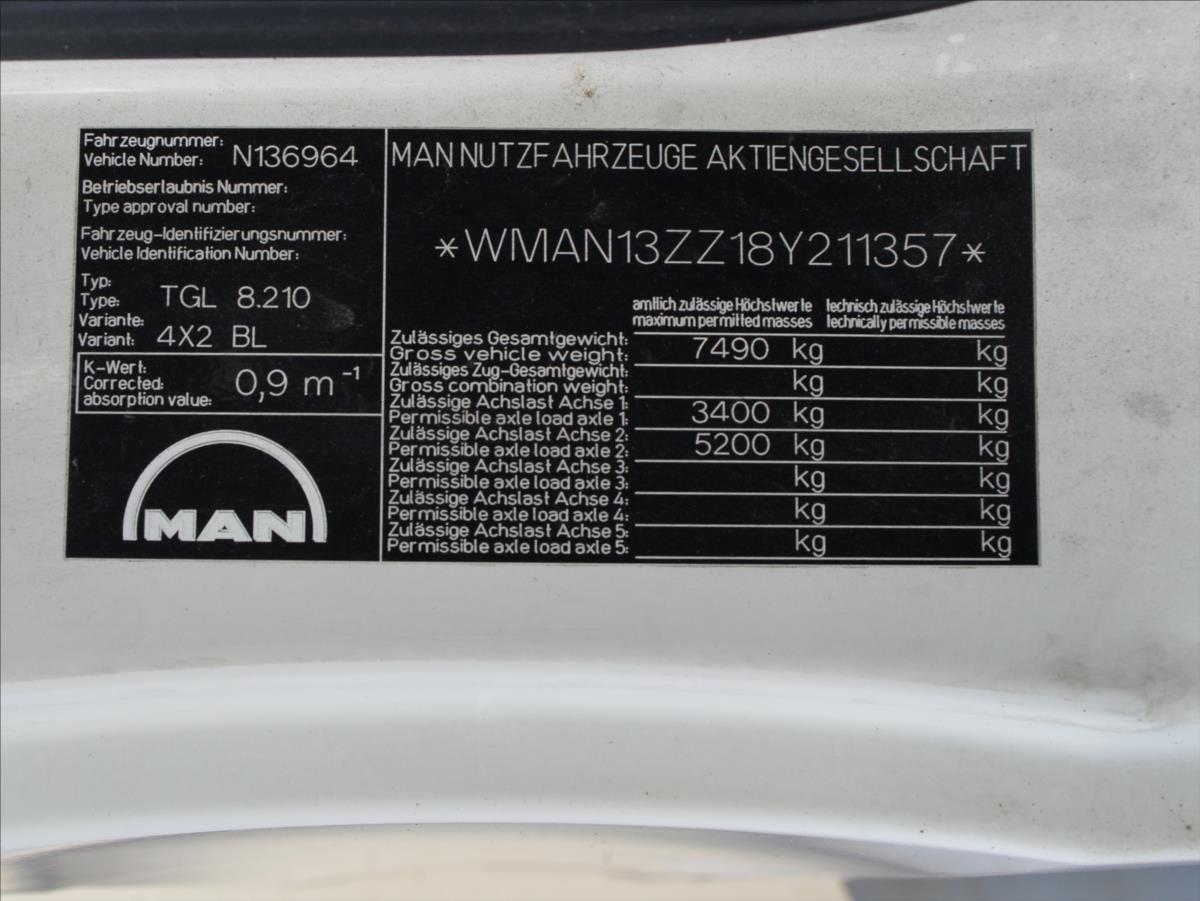 Fahrzeugnummer:
Vehicle Number: N136964
Betriebserlaubnis Nummer:
Type approval number:
Fahrzeug-Identifizierungsnummer:
Vehicle Identification Number:
Typ:
Type: TGL 8.210
Variante:
Variant: 4X2 BL
K-Wert:
Corrected:
absorption value: 0,9 m⁻¹
MAN
MAN NUTZFAHRZEUGE AKTIENGESELLSCHAFT
*WMAN13ZZ18Y211357*
amtlich zulässige Höchstwerte technisch zulässige Höchstwerte
maximum permitted masses technically permissible masses
Zulässiges Gesamtgewicht:
Gross vehicle weight: 7490 kg kg
Zulässiges Zug-Gesamtgewicht:
Gross combination weight: kg kg
Zulässige Achslast Achse 1:
Permissible axle load axle 1: 3400 kg kg
Zulässige Achslast Achse 2:
Permissible axle load axle 2: 5200 kg kg
Zulässige Achslast Achse 3:
Permissible axle load axle 3: kg kg
Zulässige Achslast Achse 4:
Permissible axle load axle 4: kg kg
Zulässige Achslast Achse 5:
Permissible axle load axle 5: kg kg